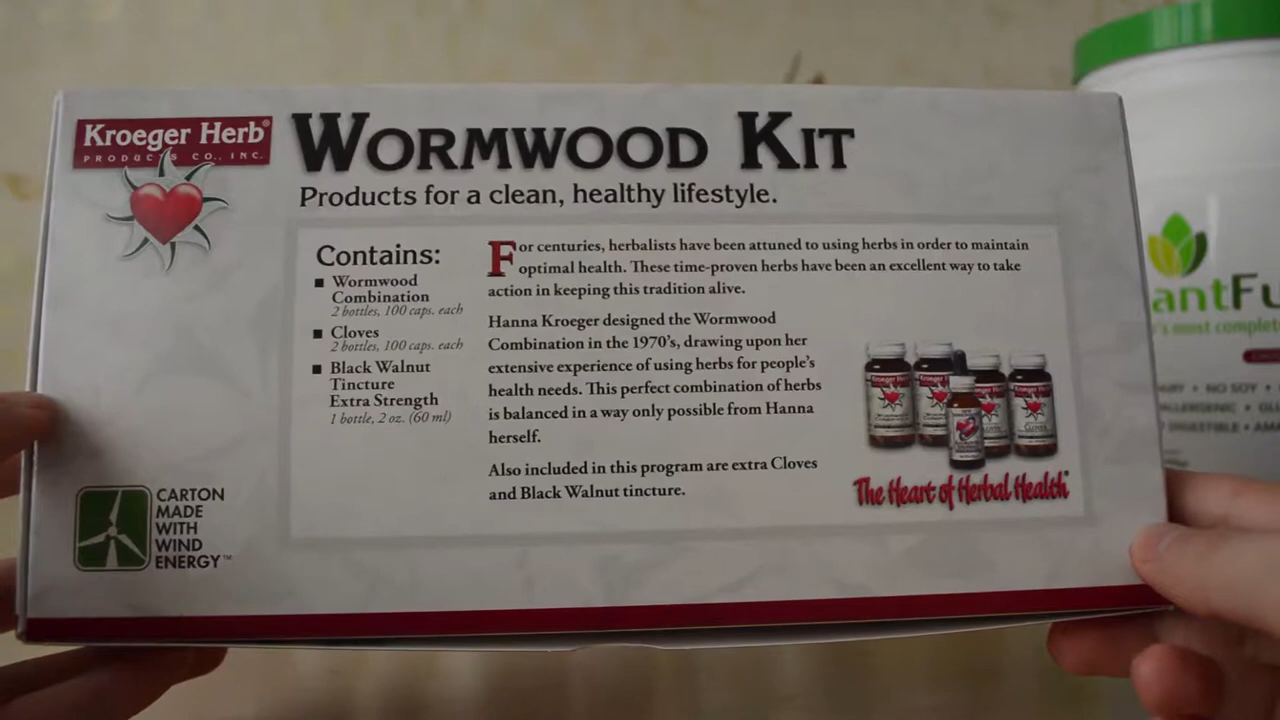 Kroeger Herb®
PRODUCTS CO., INC.
WORMWOOD KIT
Products for a clean, healthy lifestyle.
Contains:
■ Wormwood
Combination
2 bottles, 100 caps. each
■ Cloves
2 bottles, 100 caps. each
■ Black Walnut
Tincture
Extra Strength
1 bottle, 2 oz. (60 ml)
For centuries, herbalists have been attuned to using herbs in order to maintain
optimal health. These time-proven herbs have been an excellent way to take
action in keeping this tradition alive.
Hanna Kroeger designed the Wormwood
Combination in the 1970's, drawing upon her
extensive experience of using herbs for people's
health needs. This perfect combination of herbs
is balanced in a way only possible from Hanna
herself.
Also included in this program are extra Cloves
and Black Walnut tincture.
The Heart of Herbal Health®
CARTON
MADE
WITH
WIND
ENERGY™
antFu
's most complet
• NO SOY •